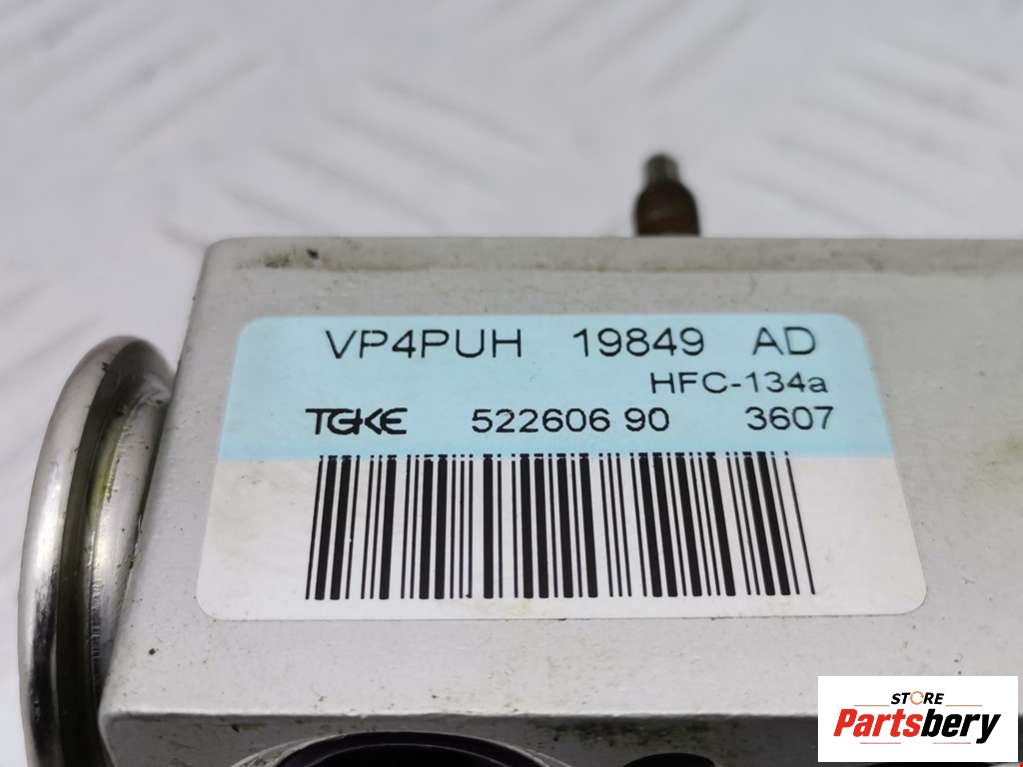 VP4PUH 19849 AD
HFC-134a
TGKE 522606 90 3607
STORE
Partsbery